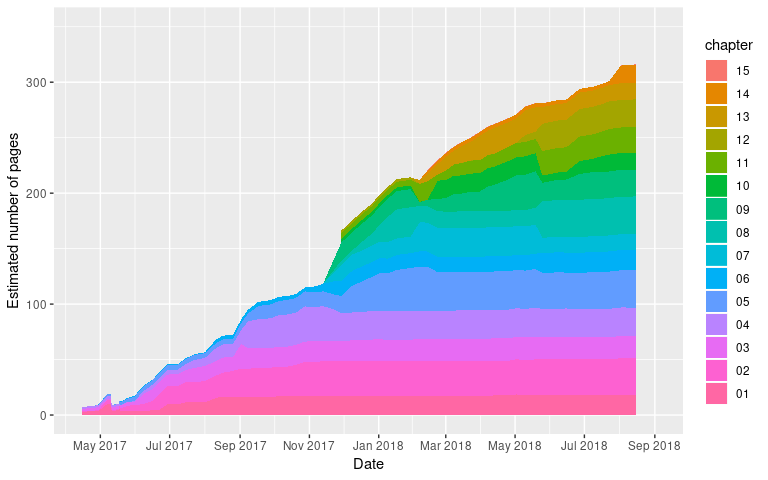 Estimated number of pages
300
200
100
0
May 2017
Jul 2017
Sep 2017
Nov 2017
Jan 2018
Mar 2018
May 2018
Jul 2018
Sep 2018
Date
chapter
15
14
13
12
11
10
09
08
07
06
05
04
03
02
01